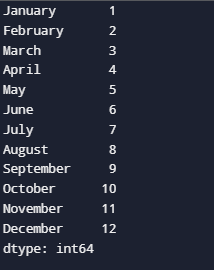 January 1
February 2
March 3
April 4
May 5
June 6
July 7
August 8
September 9
October 10
November 11
December 12
dtype: int64